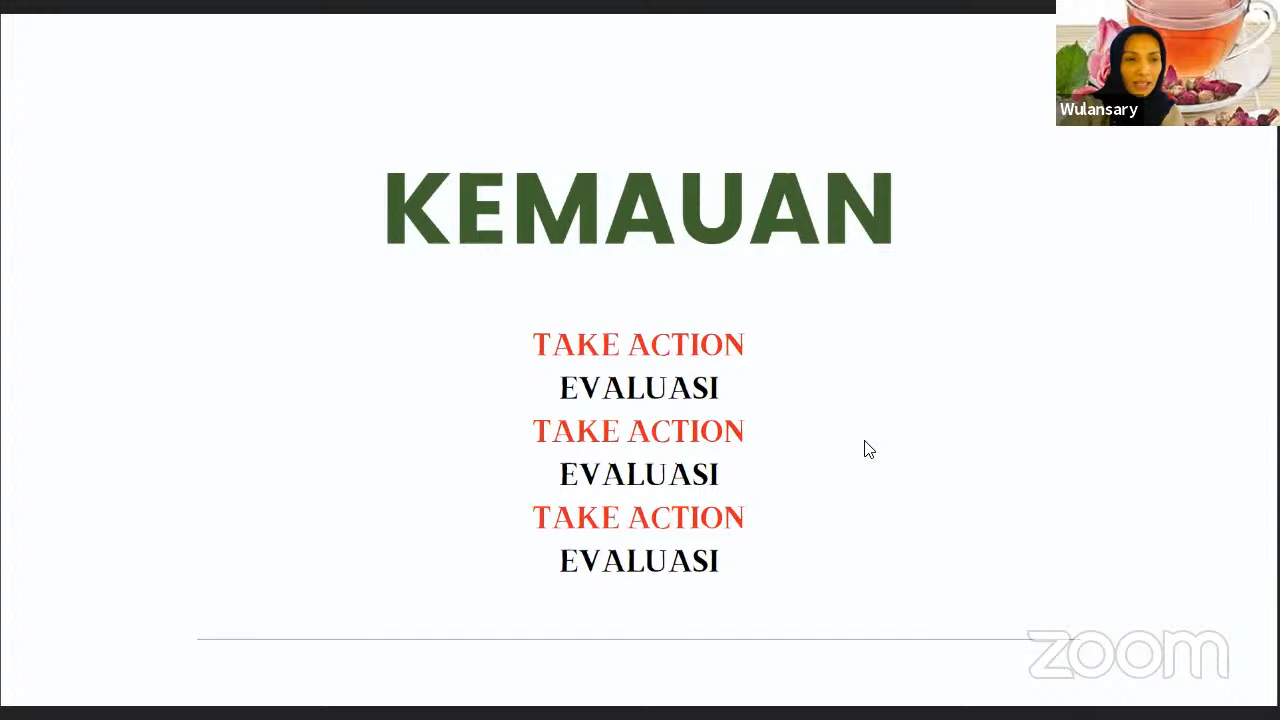 Wulansary
KEMAUAN
TAKE ACTION
EVALUASI
TAKE ACTION
EVALUASI
TAKE ACTION
EVALUASI
zoom